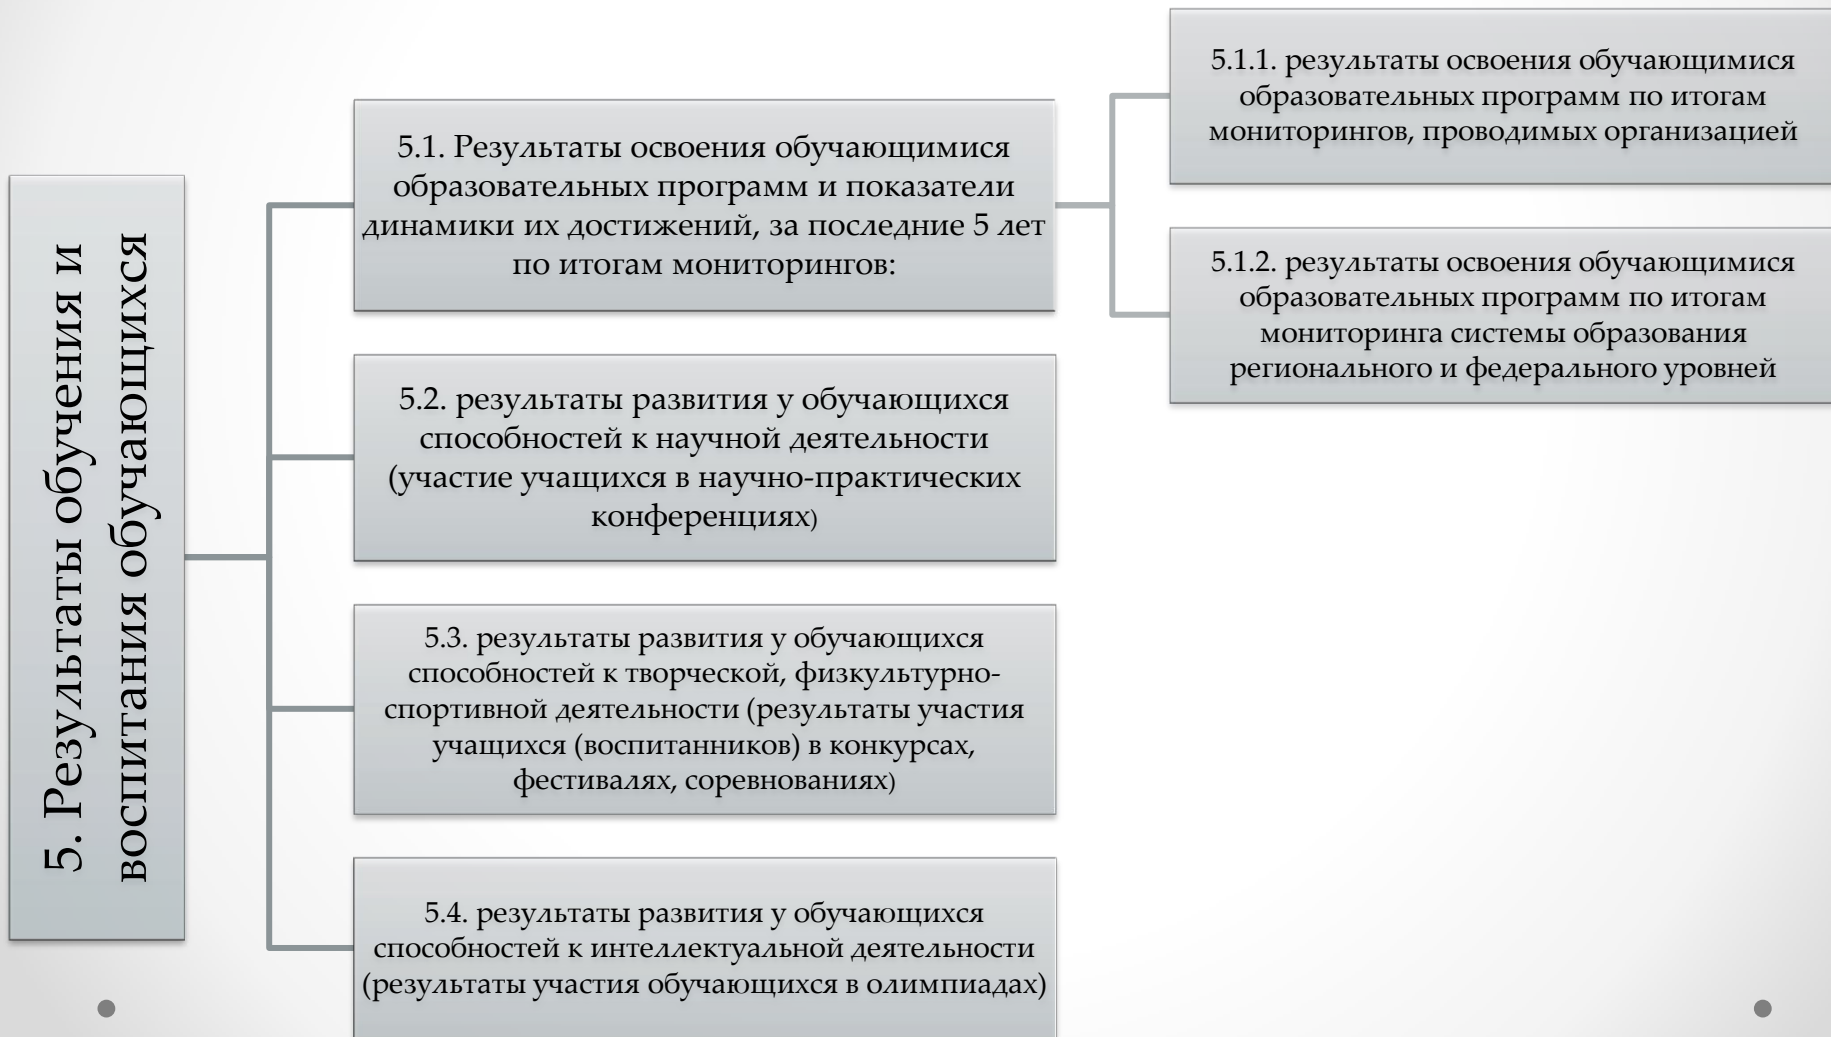 5. Результаты обучения и
воспитания обучающихся
5.1. Результаты освоения обучающимися
образовательных программ и показатели
динамики их достижений, за последние 5 лет
по итогам мониторингов:
5.1.1. результаты освоения обучающимися
образовательных программ по итогам
мониторингов, проводимых организацией
5.1.2. результаты освоения обучающимися
образовательных программ по итогам
мониторинга системы образования
регионального и федерального уровней
5.2. результаты развития у обучающихся
способностей к научной деятельности
(участие учащихся в научно-практических
конференциях)
5.3. результаты развития у обучающихся
способностей к творческой, физкультурно-
спортивной деятельности (результаты участия
учащихся (воспитанников) в конкурсах,
фестивалях, соревнованиях)
5.4. результаты развития у обучающихся
способностей к интеллектуальной деятельности
(результаты участия обучающихся в олимпиадах)